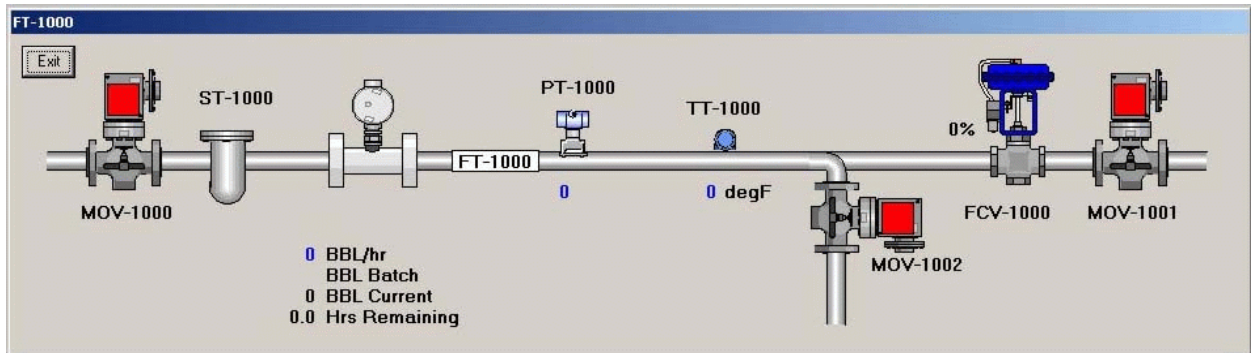 FT-1000
Exit
ST-1000
PT-1000
TT-1000
0%
FT-1000
MOV-1000
0
0 degF
FCV-1000
MOV-1001
MOV-1002
0 BBL/hr
BBL Batch
0 BBL Current
0.0 Hrs Remaining